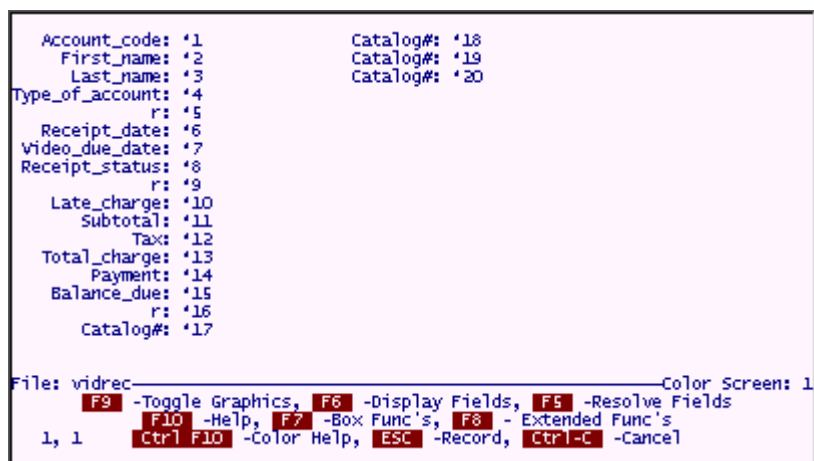 Account_code: '1 Catalog#: '18
First_name: '2 Catalog#: '19
Last_name: '3 Catalog#: '20
Type_of_account: '4
r: '5
Receipt_date: '6
Video_due_date: '7
Receipt_status: '8
r: '9
Late_charge: '10
Subtotal: '11
Tax: '12
Total_charge: '13
Payment: '14
Balance_due: '15
r: '16
Catalog#: '17
File: vidrec Color Screen: 1
F9 -Toggle Graphics, F6 -Display Fields, F5 -Resolve Fields
F10 -Help, F7 -Box Func's, F8 - Extended Func's
1, 1 Ctrl F10 -Color Help, ESC -Record, Ctrl-C -Cancel